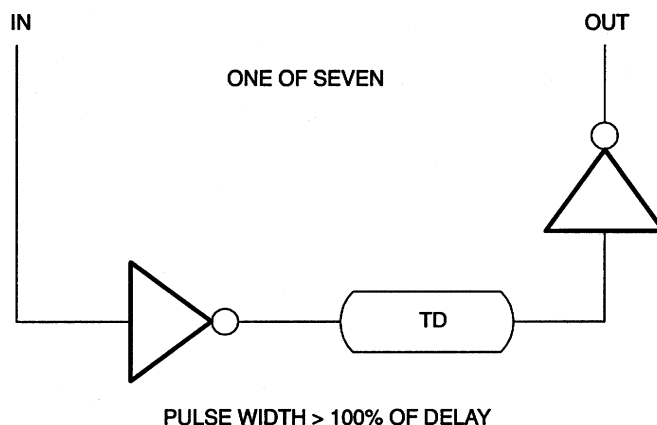 IN
OUT
ONE OF SEVEN
TD
PULSE WIDTH > 100% OF DELAY